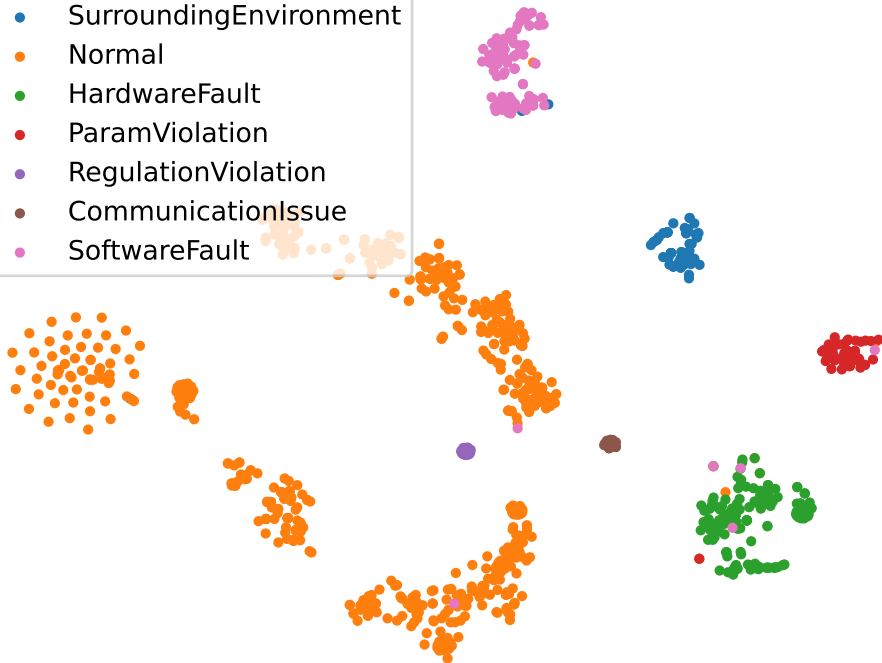 SurroundingEnvironment
Normal
HardwareFault
ParamViolation
RegulationViolation
CommunicationIssue
SoftwareFault